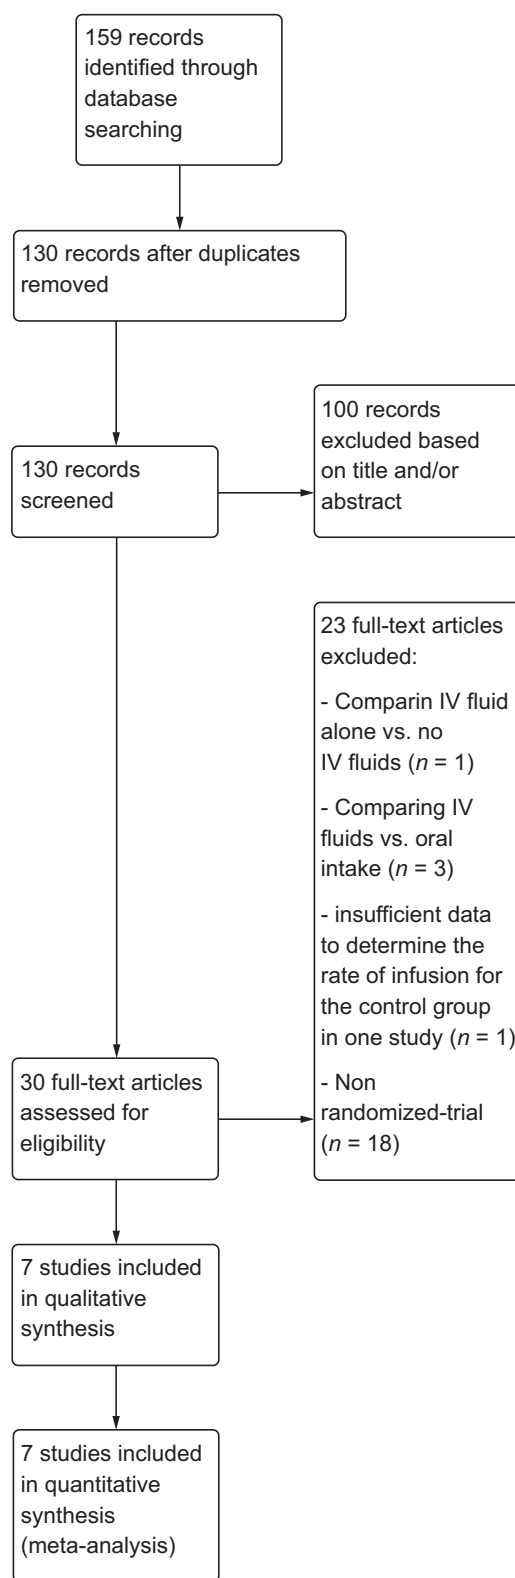 159 records
identified through
database
searching
130 records after duplicates
removed
130 records
screened
100 records
excluded based
on title and/or
abstract
23 full-text articles
excluded:
- Comparin IV fluid
alone vs. no
IV fluids (n = 1)
- Comparing IV
fluids vs. oral
intake (n = 3)
- insufficient data
to determine the
rate of infusion for
the control group
in one study (n = 1)
- Non
randomized-trial
(n = 18)
30 full-text articles
assessed for
eligibility
7 studies included
in qualitative
synthesis
7 studies included
in quantitative
synthesis
(meta-analysis)